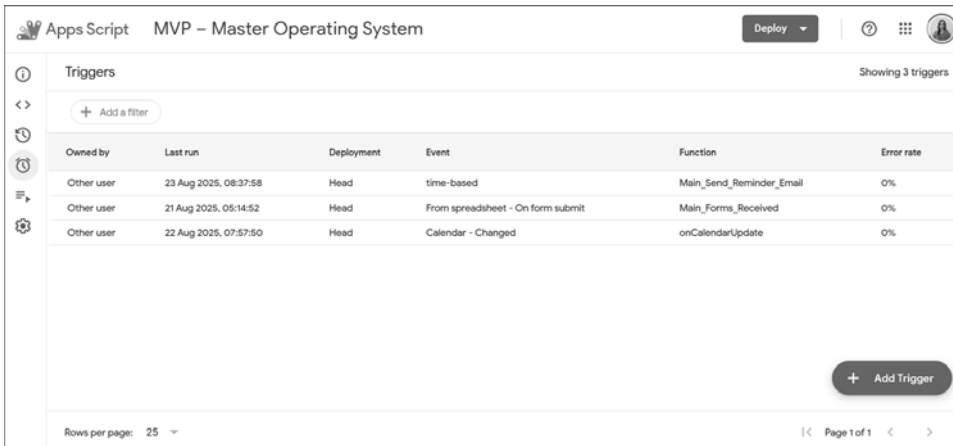 Apps Script MVP – Master Operating System Deploy
Triggers Showing 3 triggers
Add a filter
Owned by Last run Deployment Event Function Error rate
Other user 23 Aug 2025, 08:37:58 Head time-based Main_Send_Reminder_Email 0%
Other user 21 Aug 2025, 05:14:52 Head From spreadsheet - On form submit Main_Forms_Received 0%
Other user 22 Aug 2025, 07:57:50 Head Calendar - Changed onCalendarUpdate 0%
+ Add Trigger
Rows per page: 25 Page 1 of 1